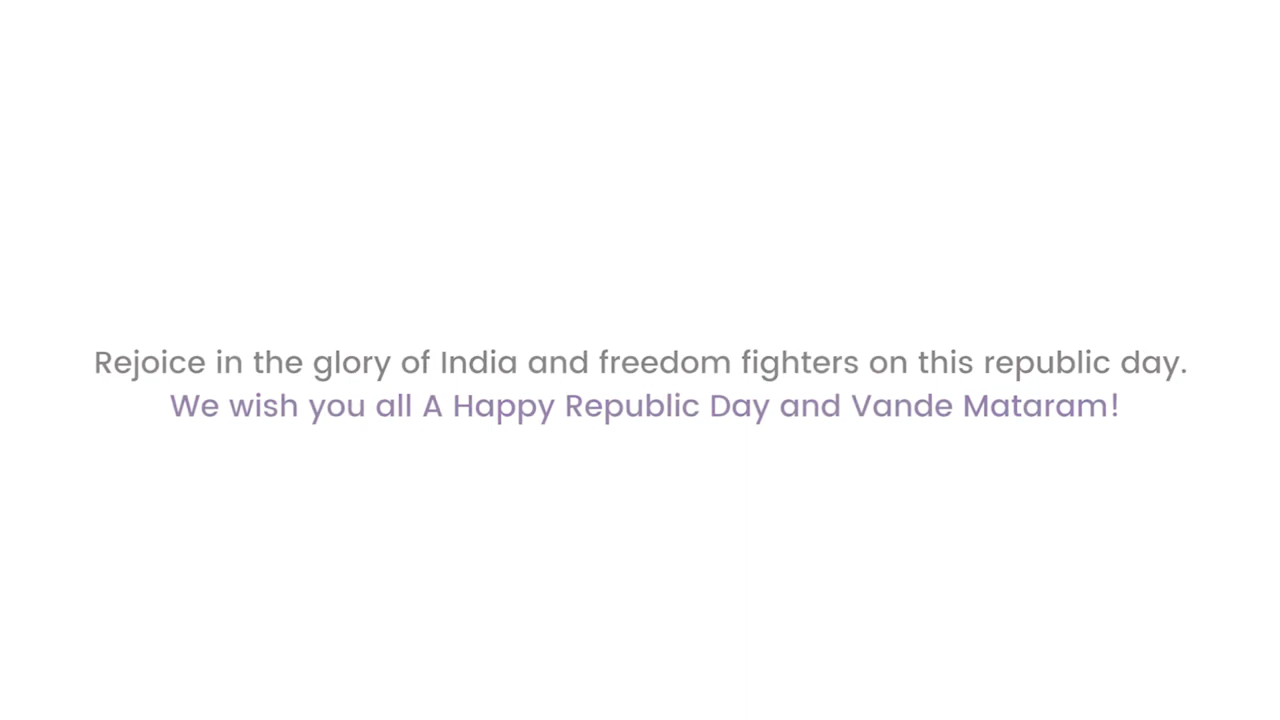 Rejoice in the glory of India and freedom fighters on this republic day.
We wish you all A Happy Republic Day and Vande Mataram!